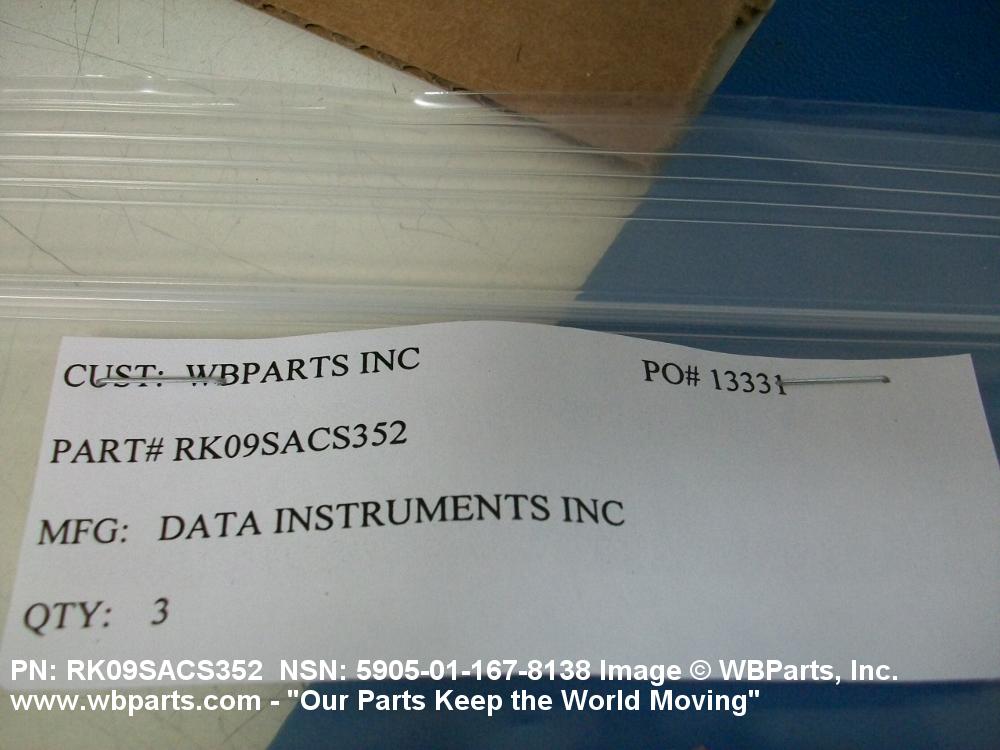 CUST: WBPARTS INC PO# 13331
PART# RK09SACS352
MFG: DATA INSTRUMENTS INC
QTY: 3
PN: RK09SACS352 NSN: 5905-01-167-8138 Image © WBParts, Inc.
www.wbparts.com - "Our Parts Keep the World Moving"